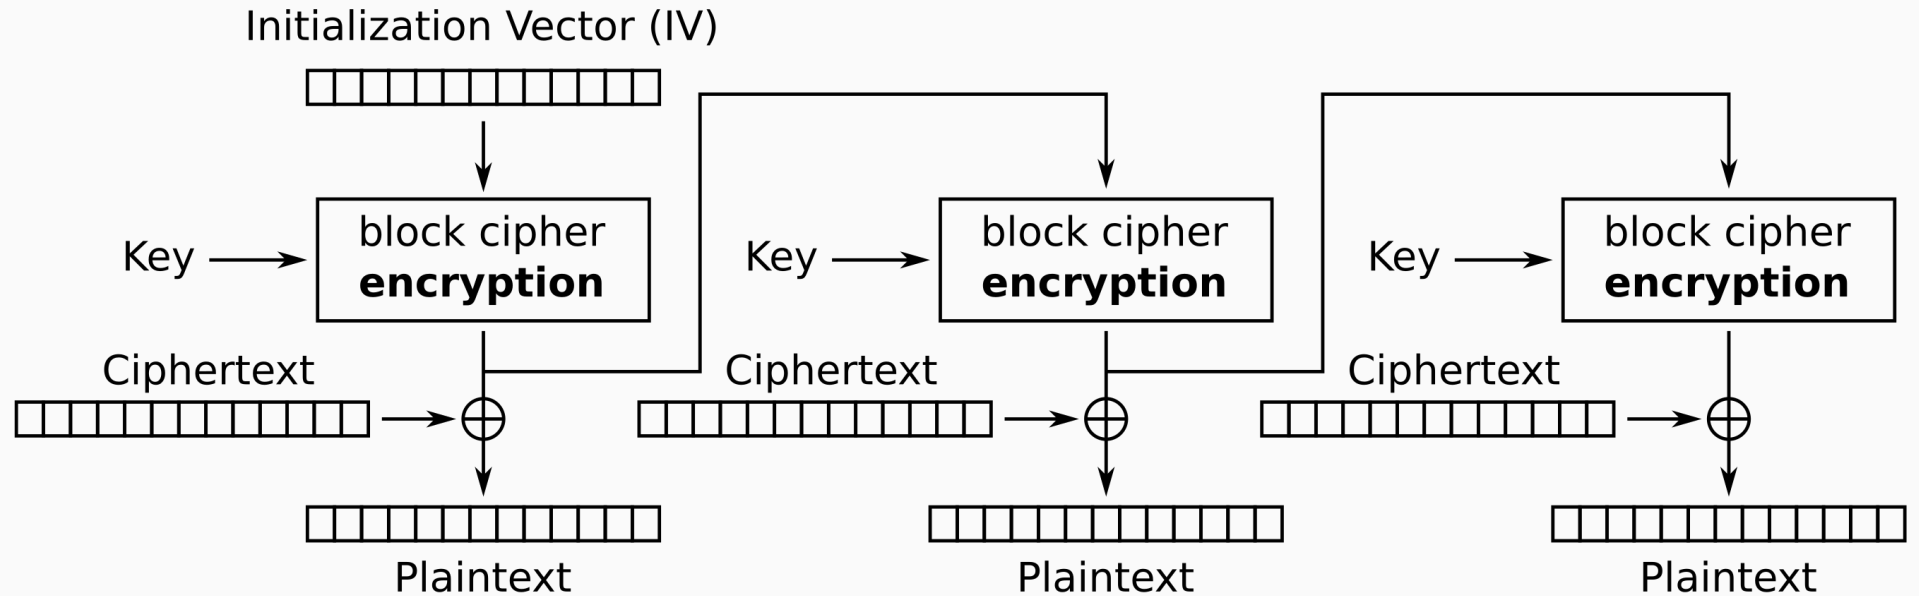 Initialization Vector (IV)
Key
block cipher
encryption
Key
block cipher
encryption
Key
block cipher
encryption
Ciphertext
Ciphertext
Ciphertext
Plaintext
Plaintext
Plaintext